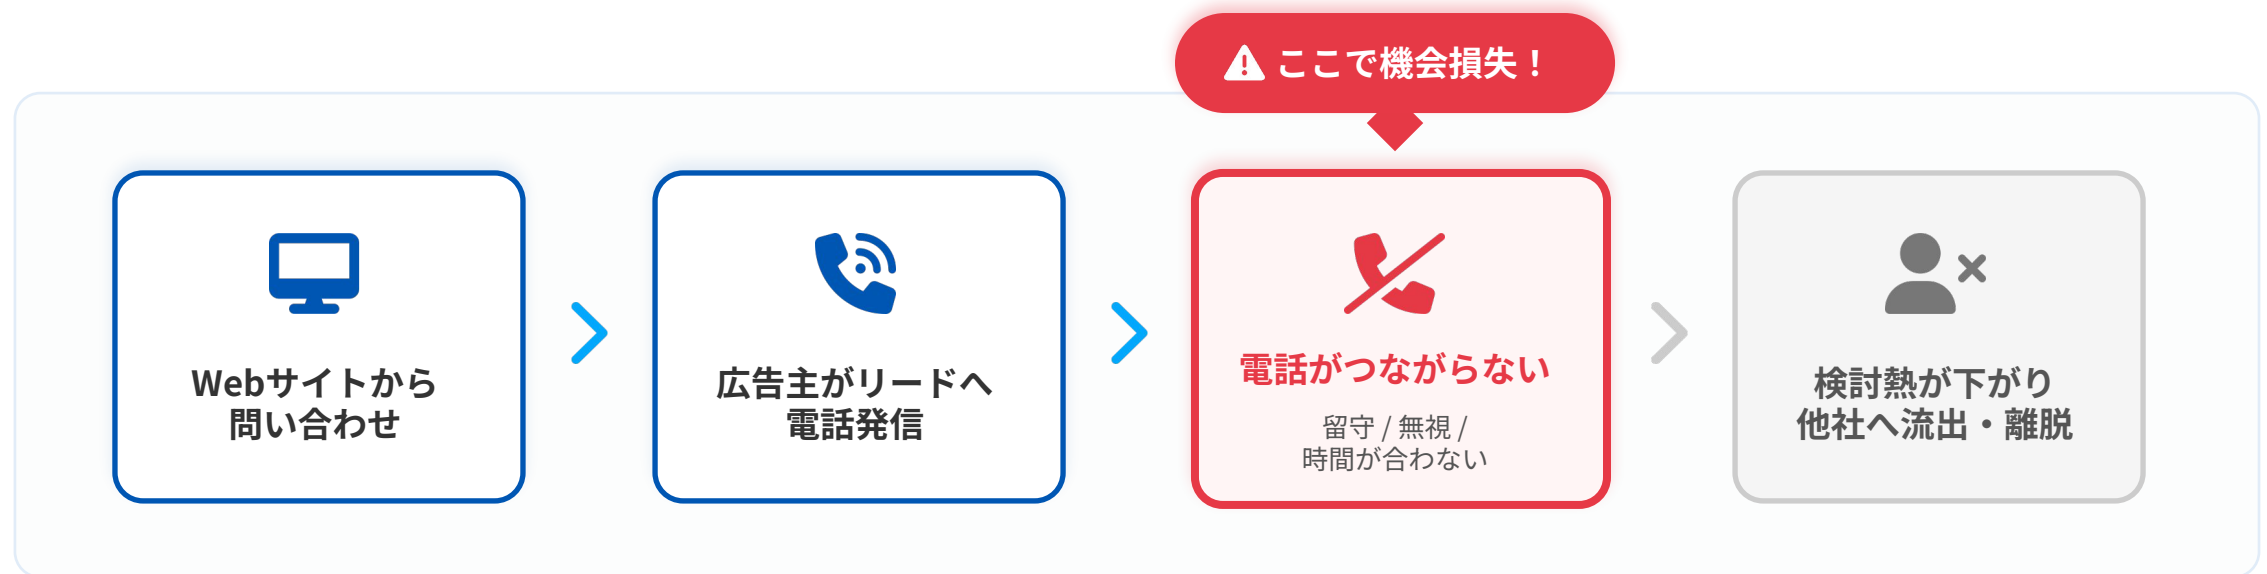 ここで機会損失！
Webサイトから
問い合わせ
広告主がリードへ
電話発信
電話がつながらない
留守 / 無視 /
時間が合わない
検討熱が下がり
他社へ流出・離脱